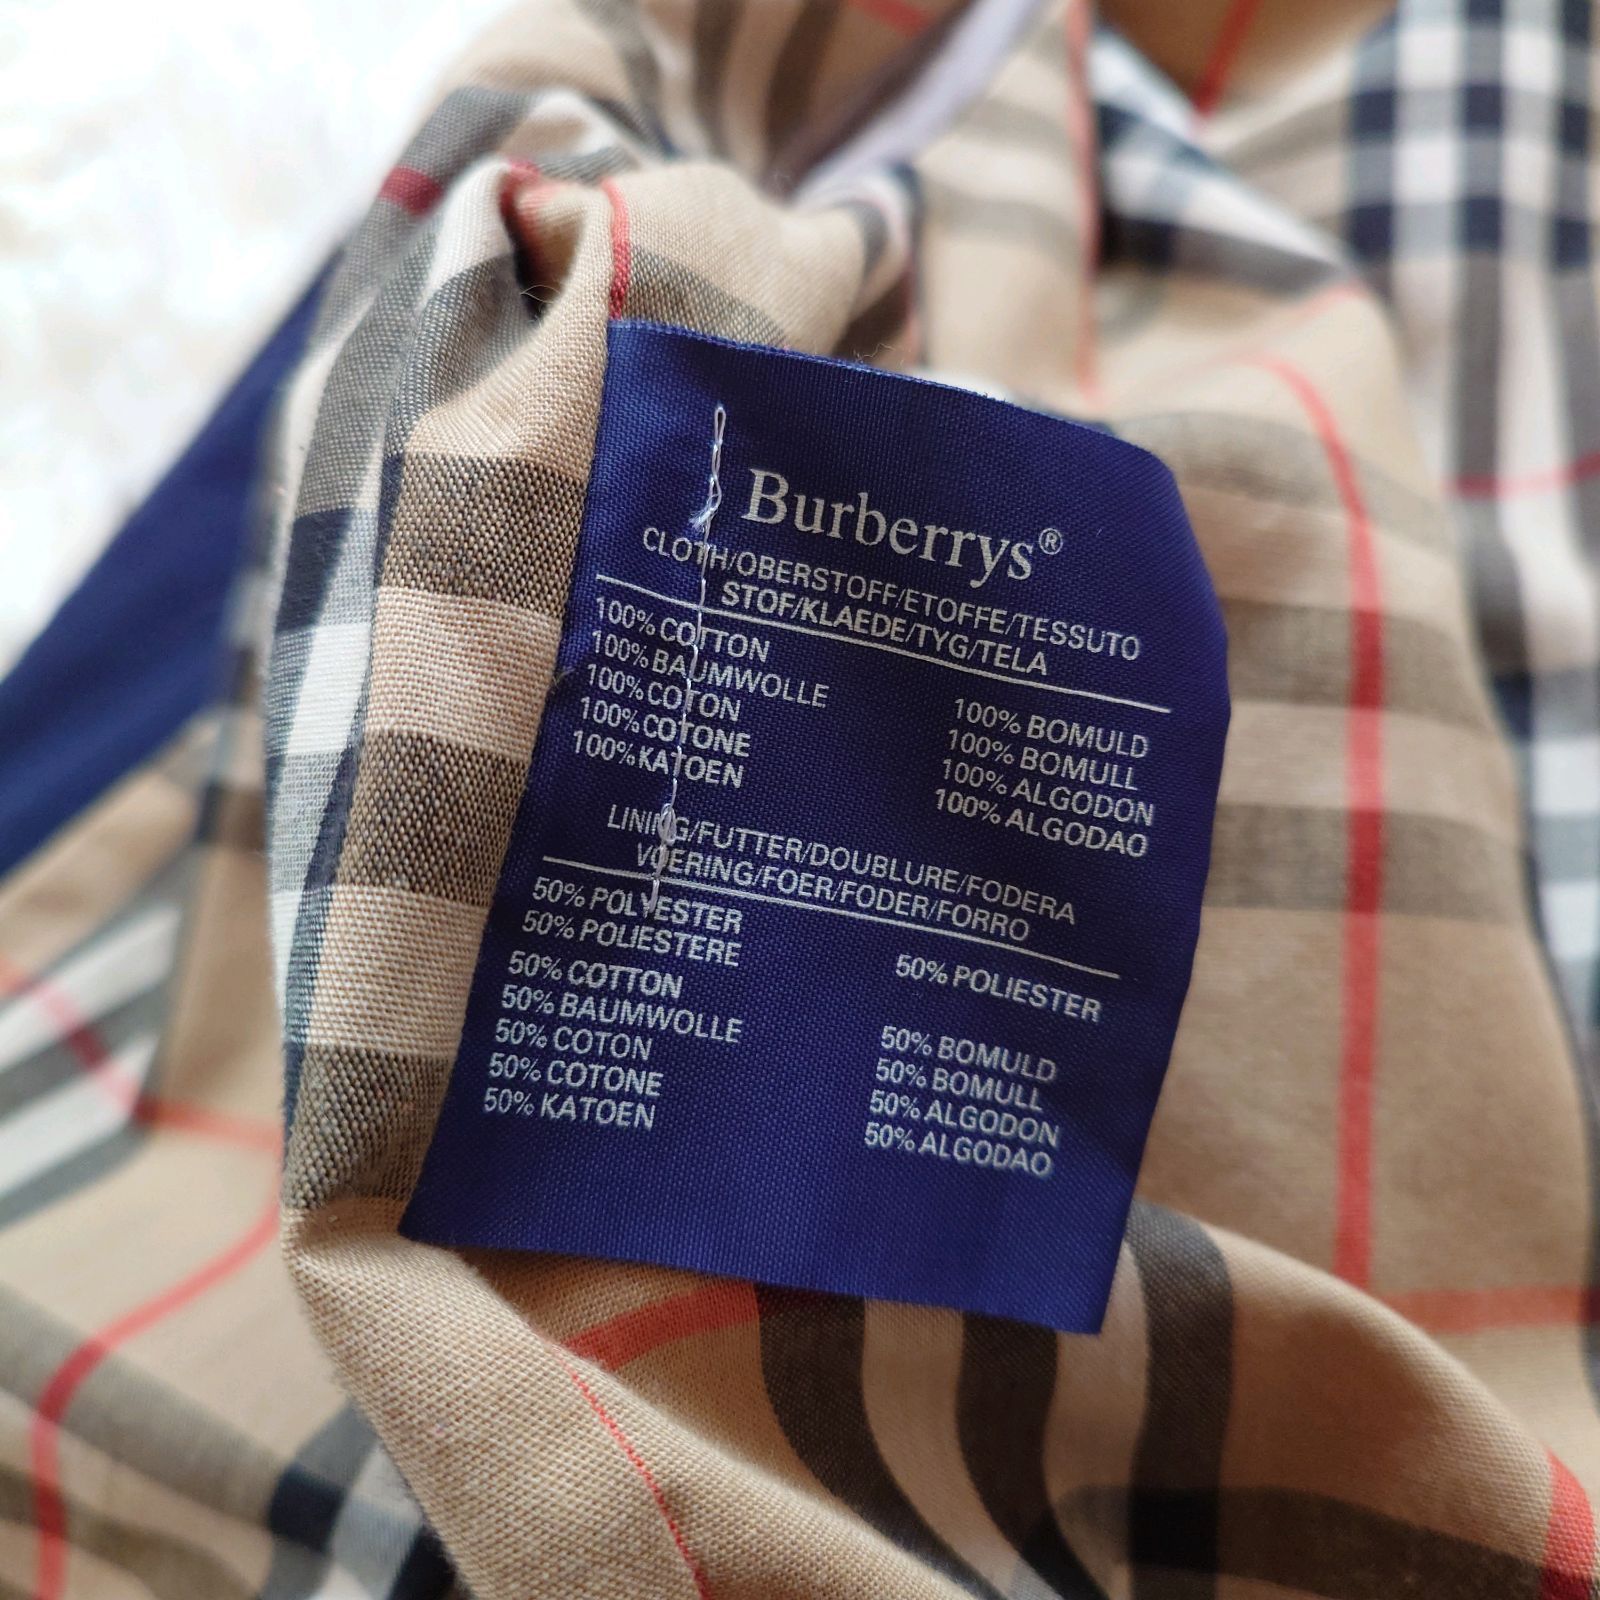 Burberrys®
CLOTH/OBERSTOFF/ETOFFE/TESSUTO
STOF/KLAEDE/TYG/TELA
100% COTTON
100% BAUMWOLLE
100% COTON
100% COTONE
100% KATOEN
100% BOMULD
100% BOMULL
100% ALGODON
100% ALGODAO
LINING/FUTTER/DOUBLURE/FODERA
VOERING/FOER/FODER/FORRO
50% POLYESTER
50% POLIESTERE
50% POLIESTER
50% COTTON
50% BAUMWOLLE
50% COTON
50% COTONE
50% KATOEN
50% BOMULD
50% BOMULL
50% ALGODON
50% ALGODAO